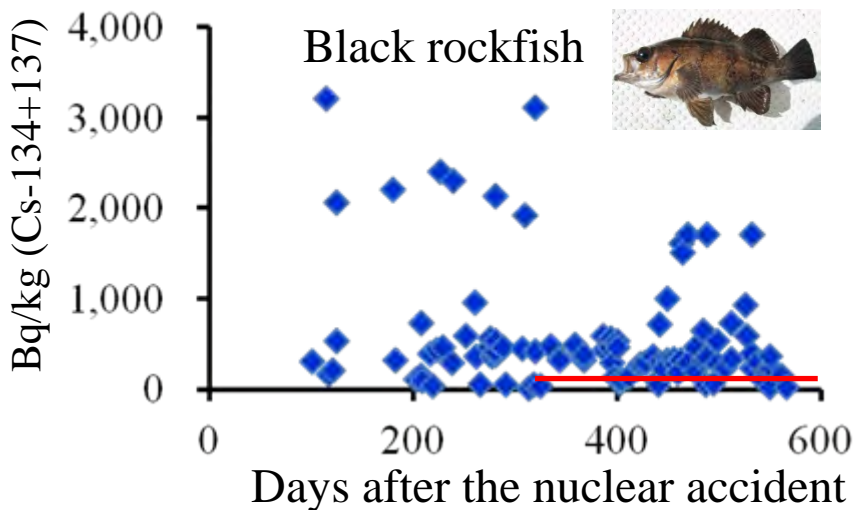 Black rockfish
Bq/kg (Cs-134+137)
4,000
3,000
2,000
1,000
0
0 200 400 600
Days after the nuclear accident